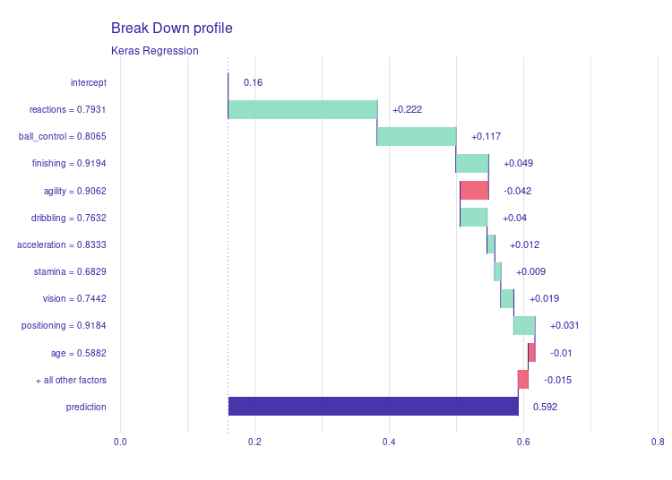 Break Down profile
Keras Regression
intercept 0.16
reactions = 0.7931 +0.222
ball_control = 0.8065 +0.117
finishing = 0.9194 +0.049
agility = 0.9062 -0.042
dribbling = 0.7632 +0.04
acceleration = 0.8333 +0.012
stamina = 0.6829 +0.009
vision = 0.7442 +0.019
positioning = 0.9184 +0.031
age = 0.5882 -0.01
+ all other factors -0.015
prediction 0.592
0.0 0.2 0.4 0.6 0.8